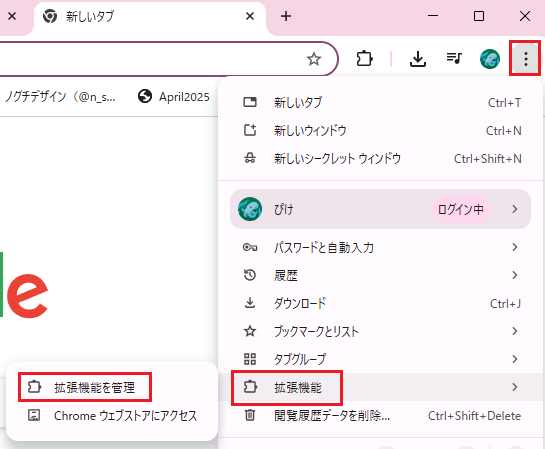 新しいタブ
ノグチデザイン（@n_s...
April2025
新しいタブ Ctrl+T
新しいウィンドウ Ctrl+N
新しいシークレット ウィンドウ Ctrl+Shift+N
ぴけ ログイン中
パスワードと自動入力
履歴
ダウンロード Ctrl+J
ブックマークとリスト
タブグループ
拡張機能
閲覧履歴データを削除... Ctrl+Shift+Delete
拡張機能を管理
Chrome ウェブストアにアクセス
e